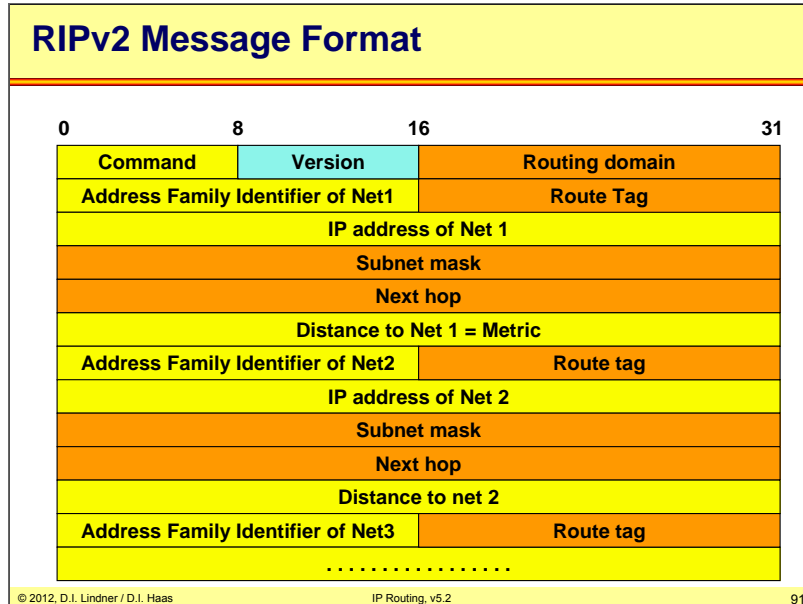 RIPv2 Message Format
0 8 16 31
Command Version Routing domain
Address Family Identifier of Net1 Route Tag
IP address of Net 1
Subnet mask
Next hop
Distance to Net 1 = Metric
Address Family Identifier of Net2 Route tag
IP address of Net 2
Subnet mask
Next hop
Distance to net 2
Address Family Identifier of Net3 Route tag
. . . . . . . . . . . . . . . . .
© 2012, D.I. Lindner / D.I. Haas IP Routing, v5.2 91